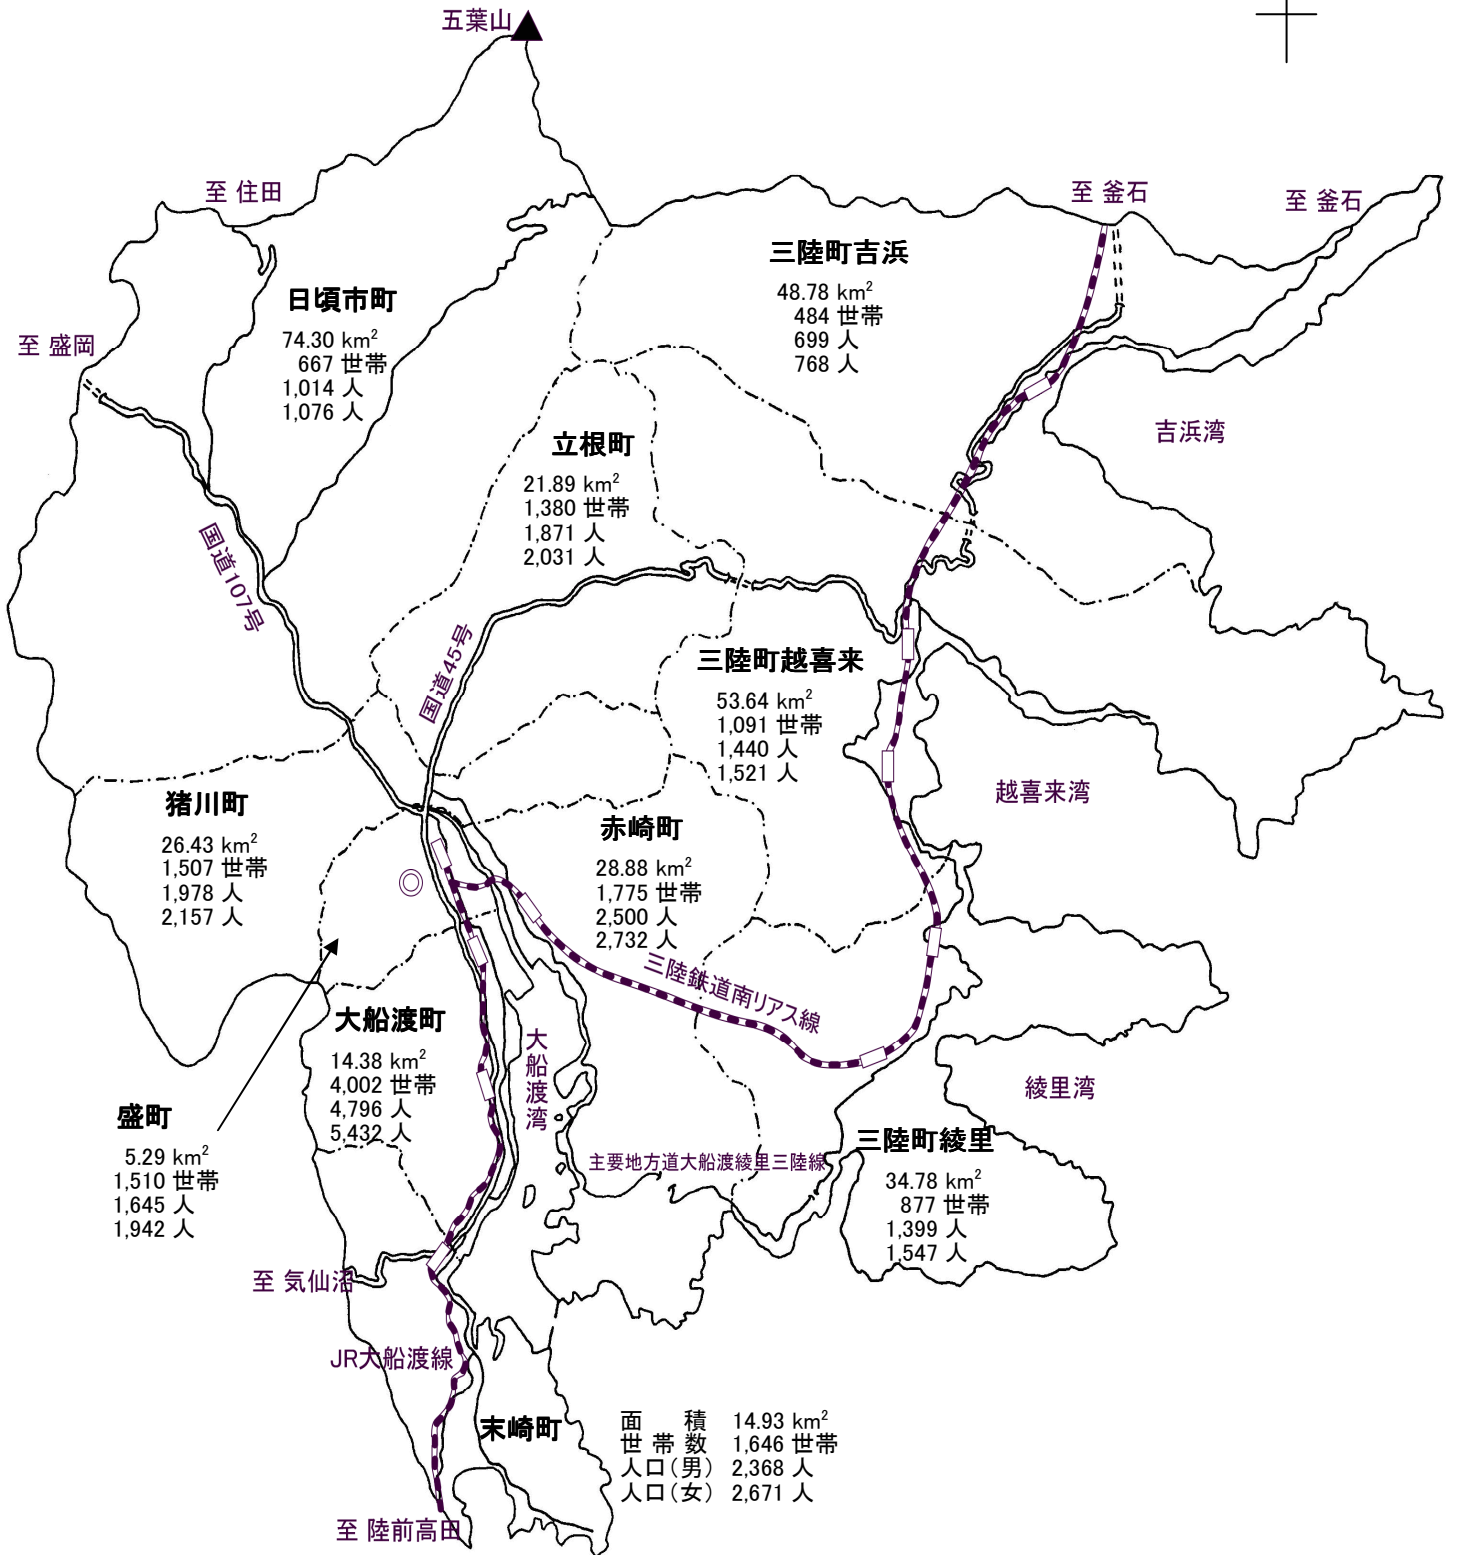 五葉山
至 住田
至 釜石
至 釜石
三陸町吉浜
48.78 km²
484 世帯
699 人
768 人
日頃市町
74.30 km²
667 世帯
1,014 人
1,076 人
至 盛岡
吉浜湾
立根町
21.89 km²
1,380 世帯
1,871 人
2,031 人
国道107号
国道45号
三陸町越喜来
53.64 km²
1,091 世帯
1,440 人
1,521 人
越喜来湾
猪川町
26.43 km²
1,507 世帯
1,978 人
2,157 人
赤崎町
28.88 km²
1,775 世帯
2,500 人
2,732 人
三陸鉄道南リアス線
大船渡町
14.38 km²
4,002 世帯
4,796 人
5,432 人
大船渡湾
綾里湾
盛町
5.29 km²
1,510 世帯
1,645 人
1,942 人
主要地方道大船渡綾里三陸線
三陸町綾里
34.78 km²
877 世帯
1,399 人
1,547 人
至 気仙沼
JR大船渡線
末崎町
面 積 14.93 km²
世 帯 数 1,646 世帯
人口(男) 2,368 人
人口(女) 2,671 人
至 陸前高田